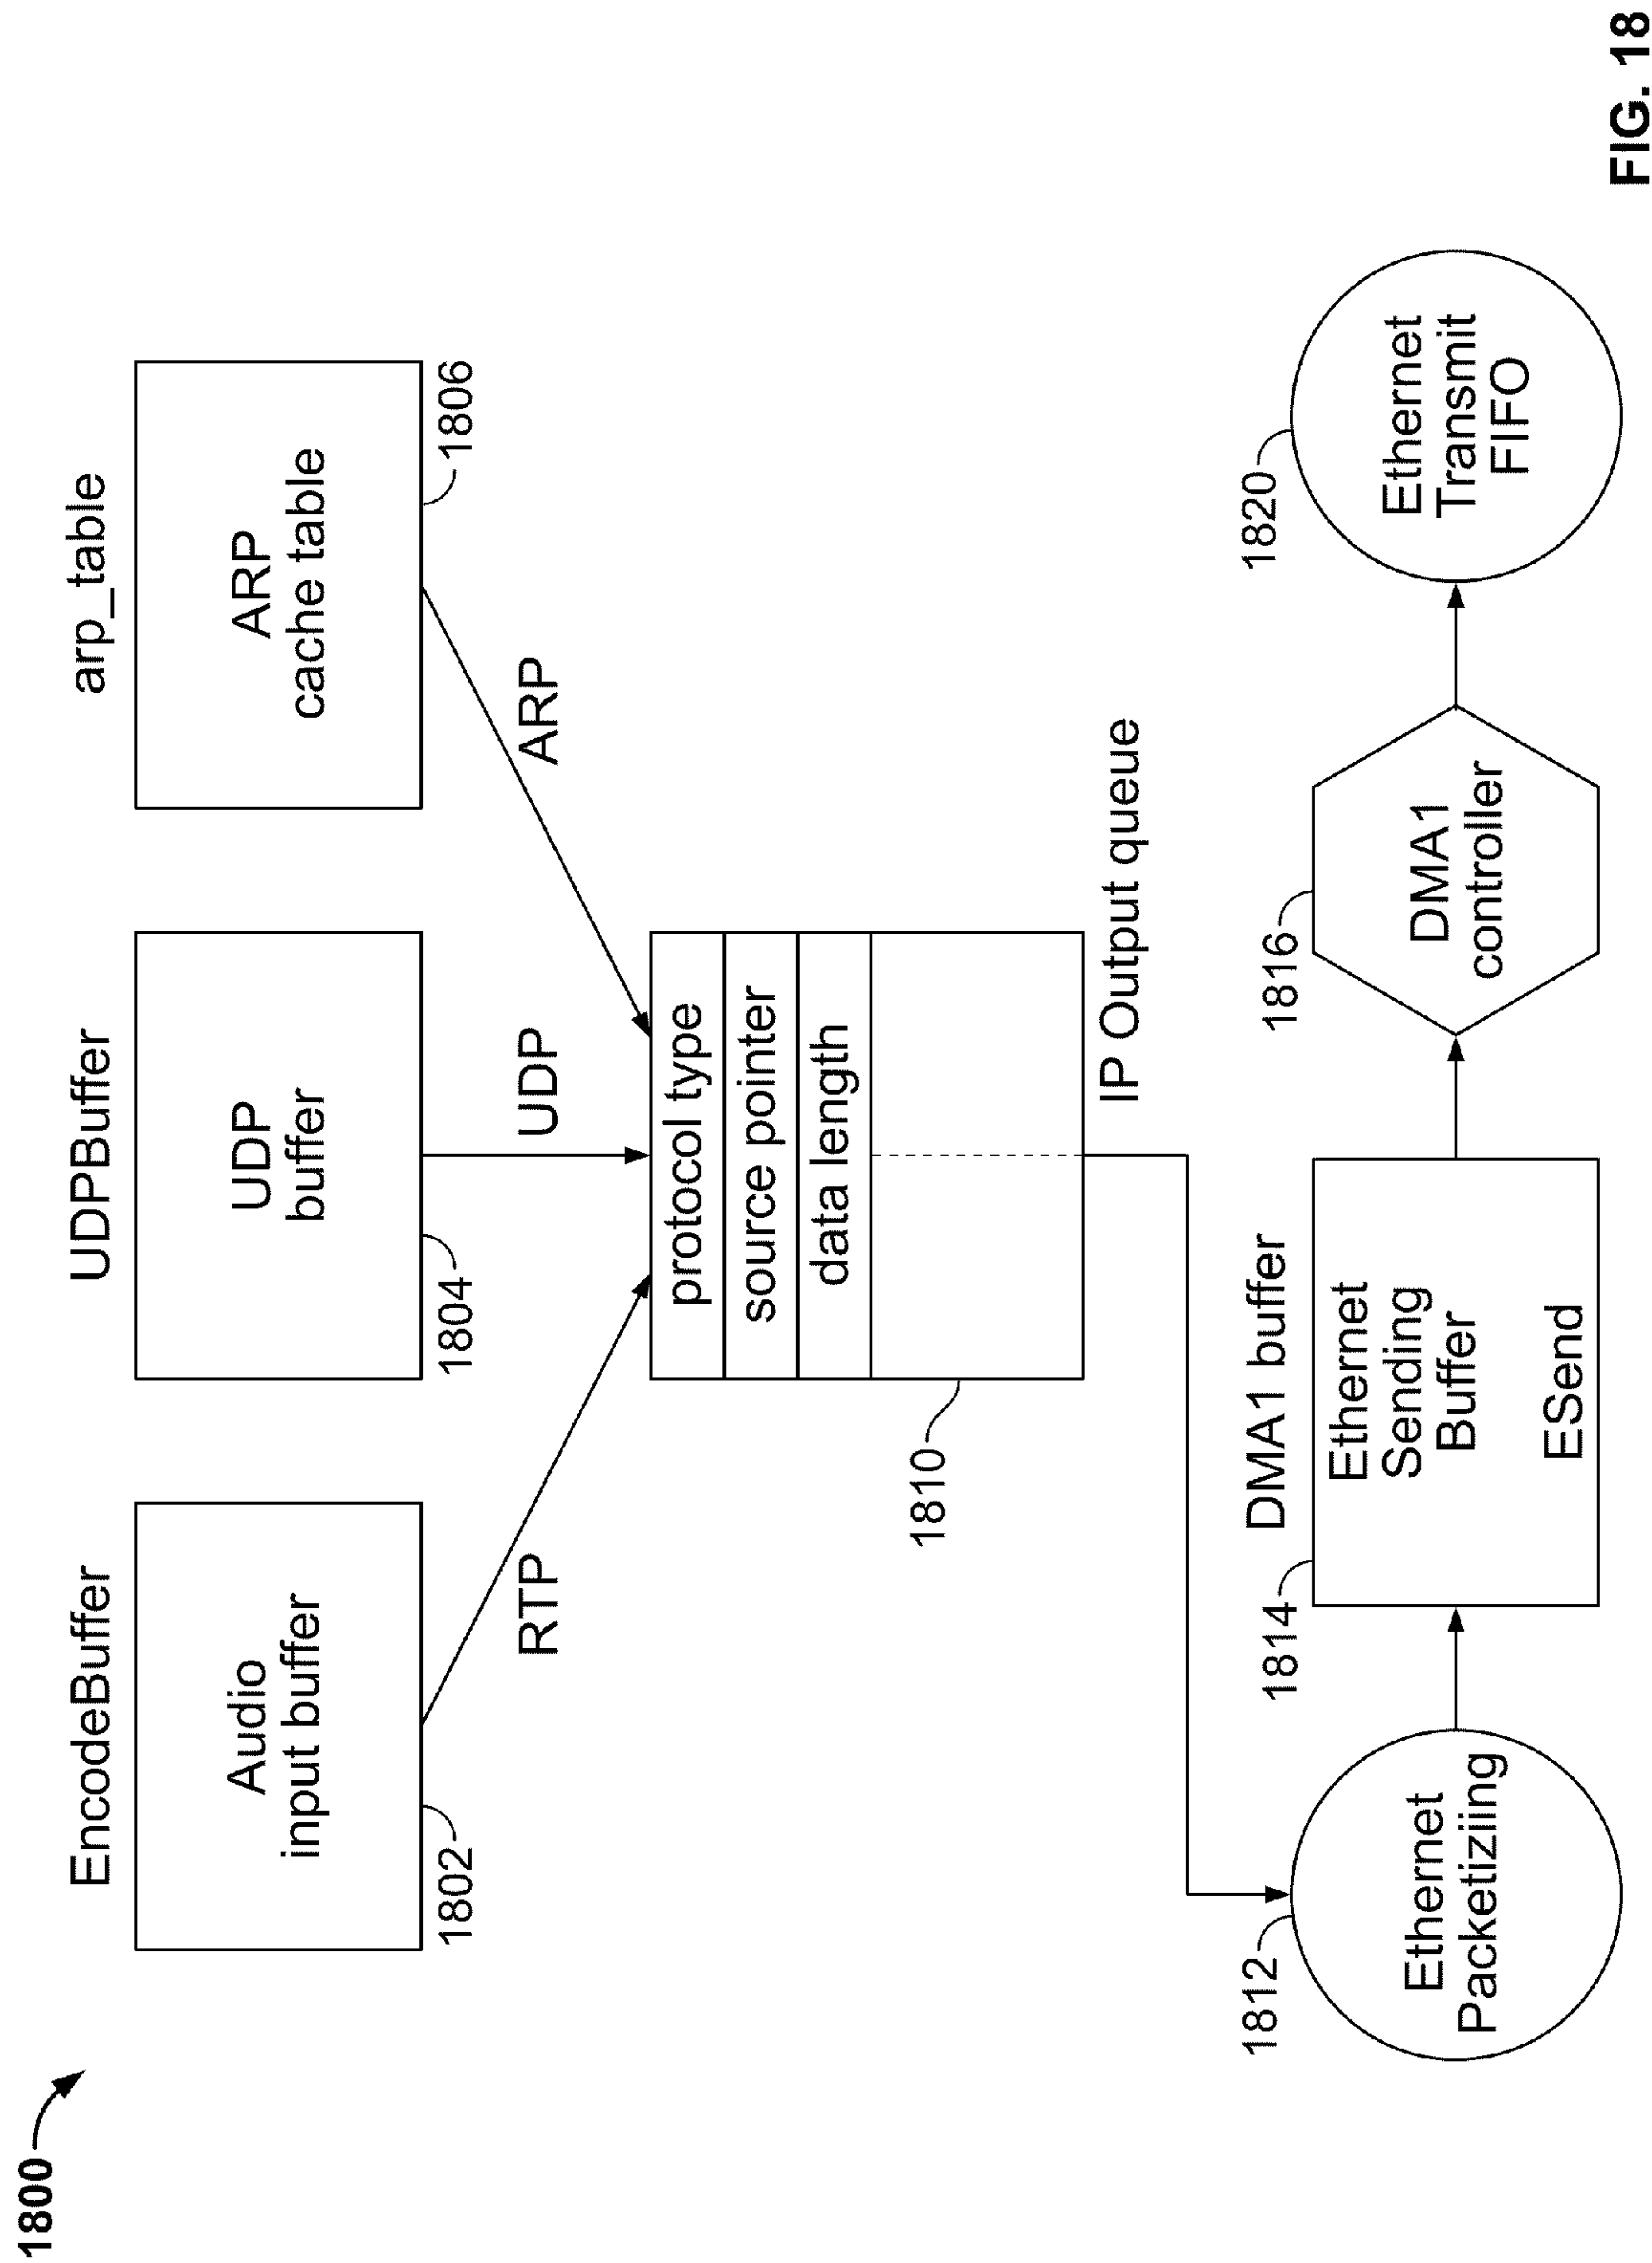 1800
EncodeBuffer
UDPBuffer
arp_table
Audio
input buffer
UDP
buffer
ARP
cache table
1802
1804
1806
RTP
UDP
ARP
protocol type
source pointer
data length
1810
IP Output queue
1812
Ethernet
Packetiziing
1814
DMA1 buffer
Ethernet
Sending
Buffer
ESend
1816
DMA1
controller
1820
Ethernet
Transmit
FIFO
FIG. 18